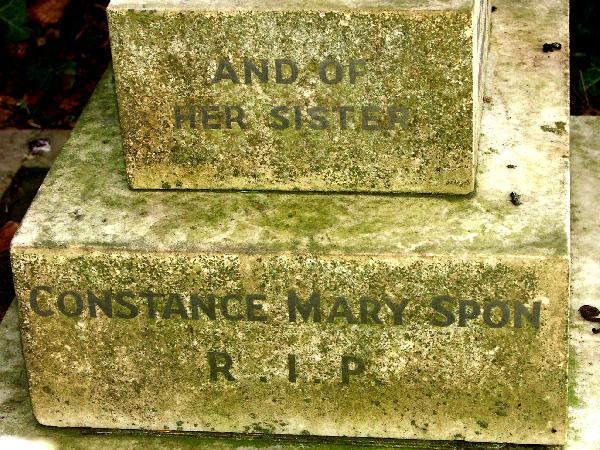 AND OF
HER SISTER
CONSTANCE MARY SPON
R. I. P.